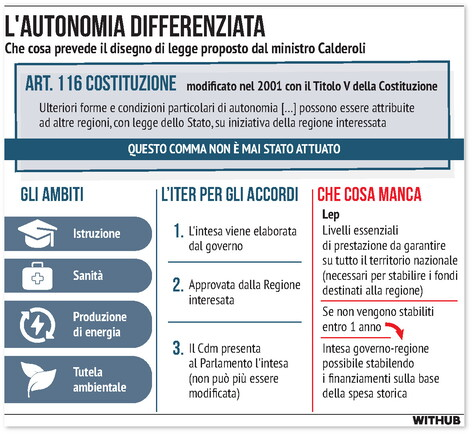 L'AUTONOMIA DIFFERENZIATA
Che cosa prevede il disegno di legge proposto dal ministro Calderoli
ART. 116 COSTITUZIONE modificato nel 2001 con il Titolo V della Costituzione
Ulteriori forme e condizioni particolari di autonomia [...] possono essere attribuite
ad altre regioni, con legge dello Stato, su iniziativa della regione interessata
QUESTO COMMA NON È MAI STATO ATTUATO
GLI AMBITI
Istruzione
Sanità
Produzione
di energia
Tutela
ambientale
L'ITER PER GLI ACCORDI
1. L'intesa viene elaborata
dal governo
2. Approvata dalla Regione
interesata
3. Il Cdm presenta
al Parlamento l'intesa
(non può più essere
modificata)
CHE COSA MANCA
Lep
Livelli essenziali
di prestazione da garantire
su tutto il territorio nazionale
(necessari per stabilire i fondi
destinati alla regione)
Se non vengono stabiliti
entro 1 anno
Intesa governo-regione
possibile stabilendo
i finanziamenti sulla base
della spesa storica
WITHUB